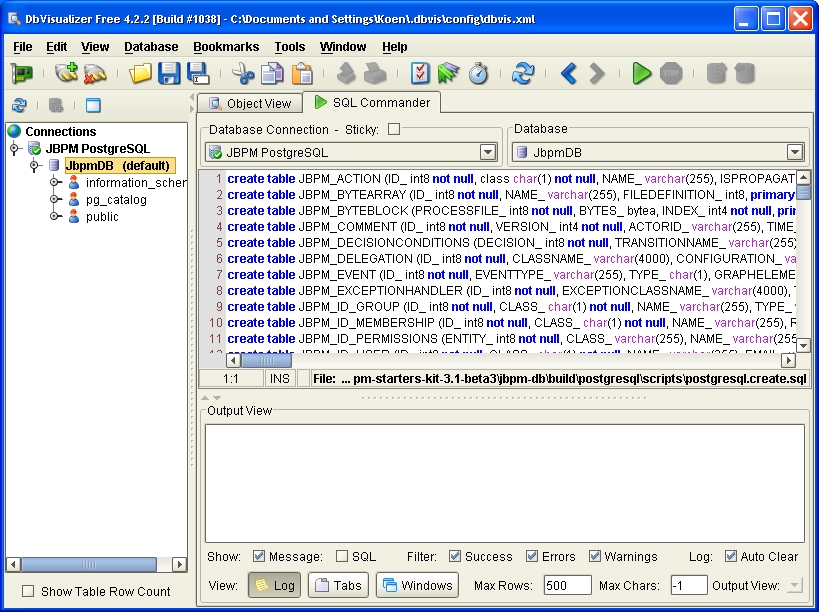 DbVisualizer Free 4.2.2 [Build #1038] - C:\Documents and Settings\Koen\.dbvis\config\dbvis.xml
File Edit View Database Bookmarks Tools Window Help
STOP
Object View SQL Commander
Connections
JBPM PostgreSQL
JbpmDB (default)
information_scher
pg_catalog
public
Show Table Row Count
Database Connection - Sticky: Database
JBPM PostgreSQL JbpmDB
1 create table JBPM_ACTION (ID_ int8 not null, class char(1) not null, NAME_ varchar(255), ISPROPAGAT
2 create table JBPM_BYTEARRAY (ID_ int8 not null, NAME_ varchar(255), FILEDEFINITION_ int8, primary
3 create table JBPM_BYTEBLOCK (PROCESSFILE_ int8 not null, BYTES_ bytea, INDEX_ int4 not null, pri
4 create table JBPM_COMMENT (ID_ int8 not null, VERSION_ int4 not null, ACTORID_ varchar(255), TIME_
5 create table JBPM_DECISIONCONDITIONS (DECISION_ int8 not null, TRANSITIONNAME_ varchar(255)
6 create table JBPM_DELEGATION (ID_ int8 not null, CLASSNAME_ varchar(4000), CONFIGURATION_ va
7 create table JBPM_EVENT (ID_ int8 not null, EVENTTYPE_ varchar(255), TYPE_ char(1), GRAPHELEME
8 create table JBPM_EXCEPTIONHANDLER (ID_ int8 not null, EXCEPTIONCLASSNAME_ varchar(4000),
9 create table JBPM_ID_GROUP (ID_ int8 not null, CLASS_ char(1) not null, NAME_ varchar(255), TYPE_
10 create table JBPM_ID_MEMBERSHIP (ID_ int8 not null, CLASS_ char(1) not null, NAME_ varchar(255), R
11 create table JBPM_ID_PERMISSIONS (ENTITY_ int8 not null, CLASS_ varchar(255), NAME_ varchar(255)
1:1 INS File: ... pm-starters-kit-3.1-beta3\jbpm-db\build\postgresql\scripts\postgresql.create.sql
Output View
Show: Message: SQL Filter: Success Errors Warnings Log: Auto Clear
View: Log Tabs Windows Max Rows: 500 Max Chars: -1 Output View: